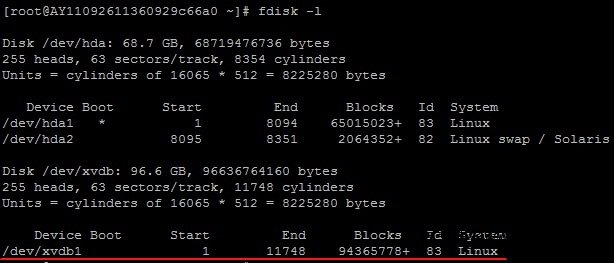 [root@AY11092611360929c66a0 ~]# fdisk -l
Disk /dev/hda: 68.7 GB, 68719476736 bytes
255 heads, 63 sectors/track, 8354 cylinders
Units = cylinders of 16065 * 512 = 8225280 bytes
Device Boot Start End Blocks Id System
/dev/hda1 * 1 8094 65015023+ 83 Linux
/dev/hda2 8095 8351 2064352+ 82 Linux swap / Solaris
Disk /dev/xvdb: 96.6 GB, 96636764160 bytes
255 heads, 63 sectors/track, 11748 cylinders
Units = cylinders of 16065 * 512 = 8225280 bytes
Device Boot Start End Blocks Id System
/dev/xvdb1 1 11748 94365778+ 83 Linux